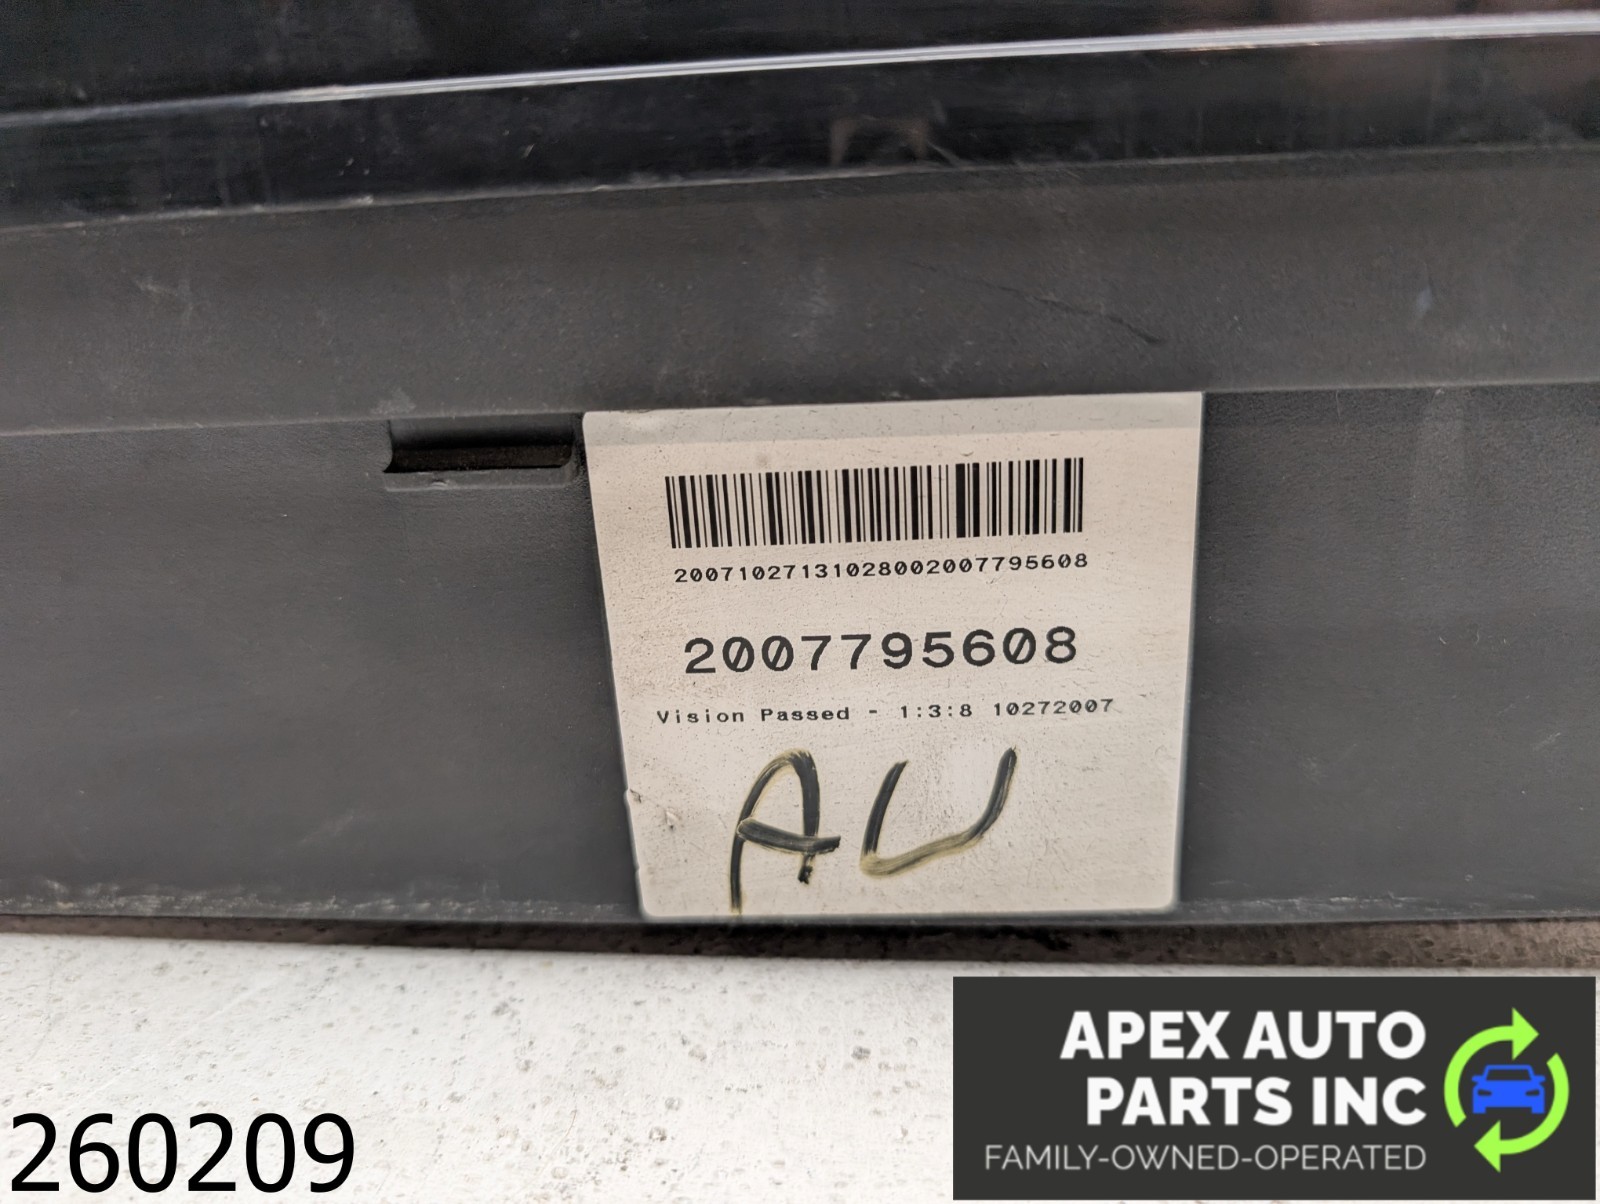 20071027131028002007795608
2007795608
Vision Passed - 1:3:8 10272007
AU
260209
APEX AUTO
PARTS INC
FAMILY-OWNED-OPERATED